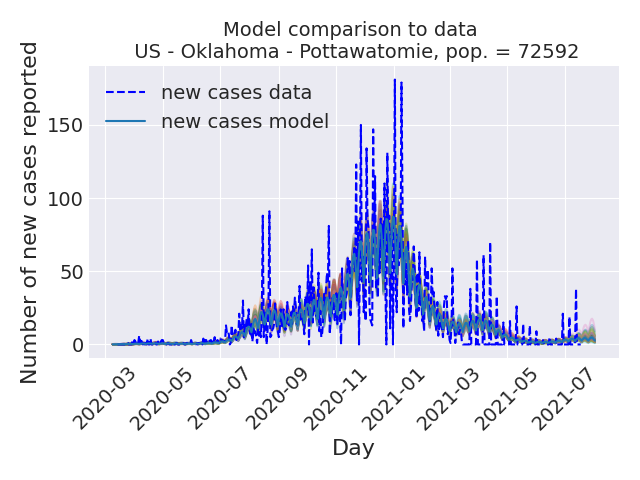 Model comparison to data
US - Oklahoma - Pottawatomie, pop. = 72592
Number of new cases reported
new cases data
new cases model
150
100
50
0
2020-03
2020-05
2020-07
2020-09
2020-11
2021-01
2021-03
2021-05
2021-07
Day